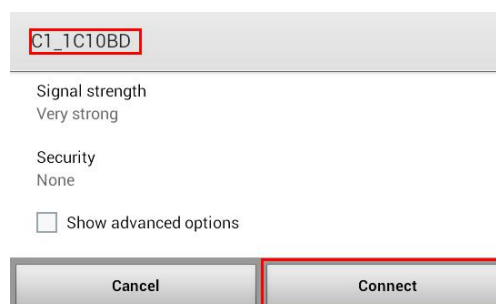 C1_1C10BD
Signal strength
Very strong
Security
None
Show advanced options
Cancel
Connect